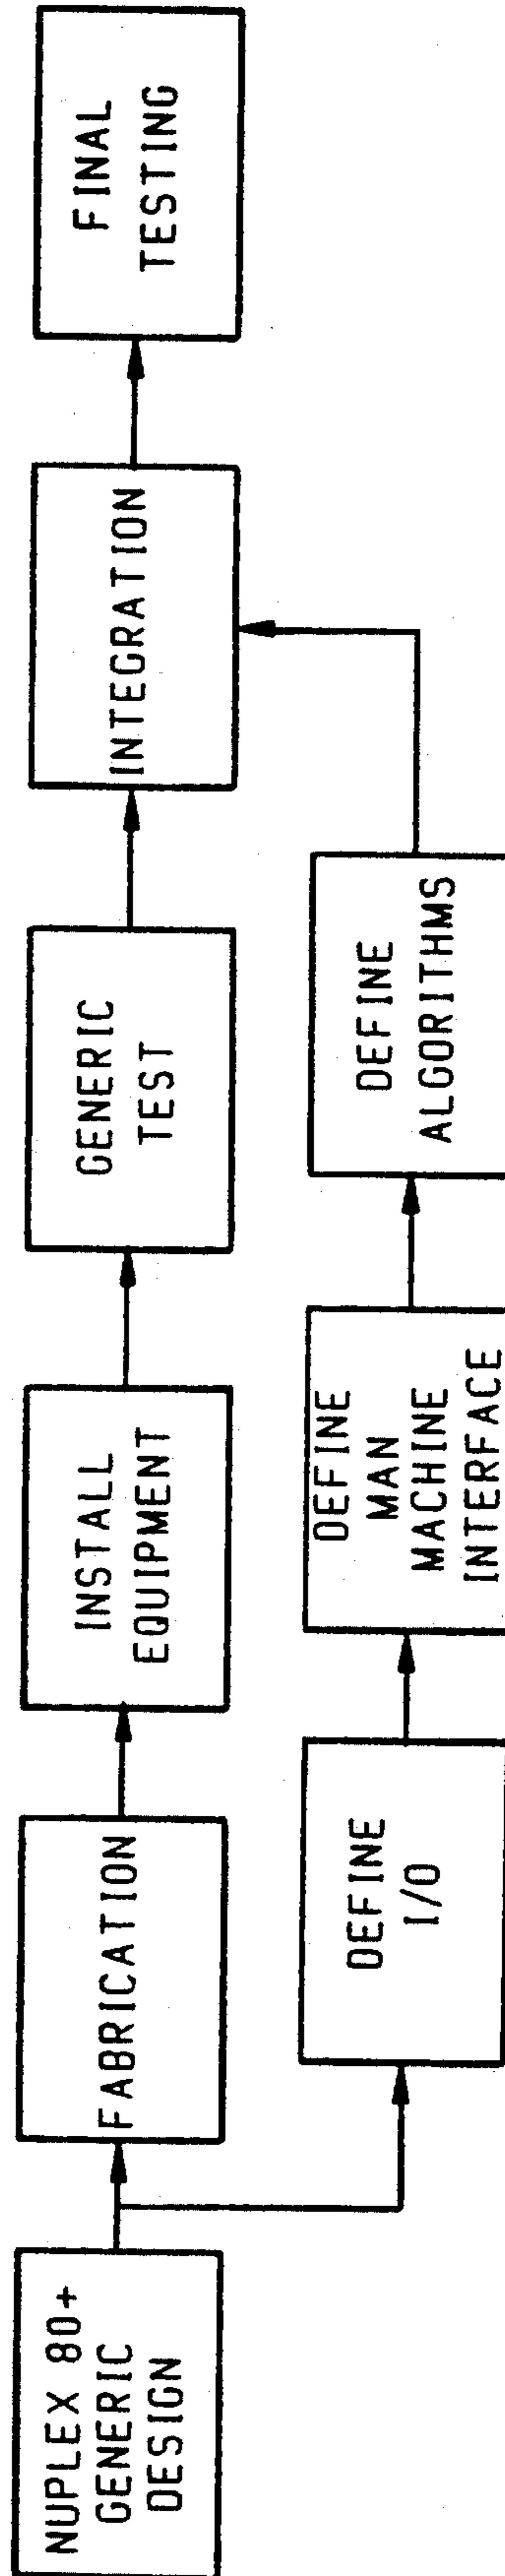 NUPLEX 80+
GENERIC
DESIGN
FABRICATION
INSTALL
EQUIPMENT
GENERIC
TEST
INTEGRATION
FINAL
TESTING
DEFINE
I/O
DEFINE
MAN
MACHINE
INTERFACE
DEFINE
ALGORITHMS